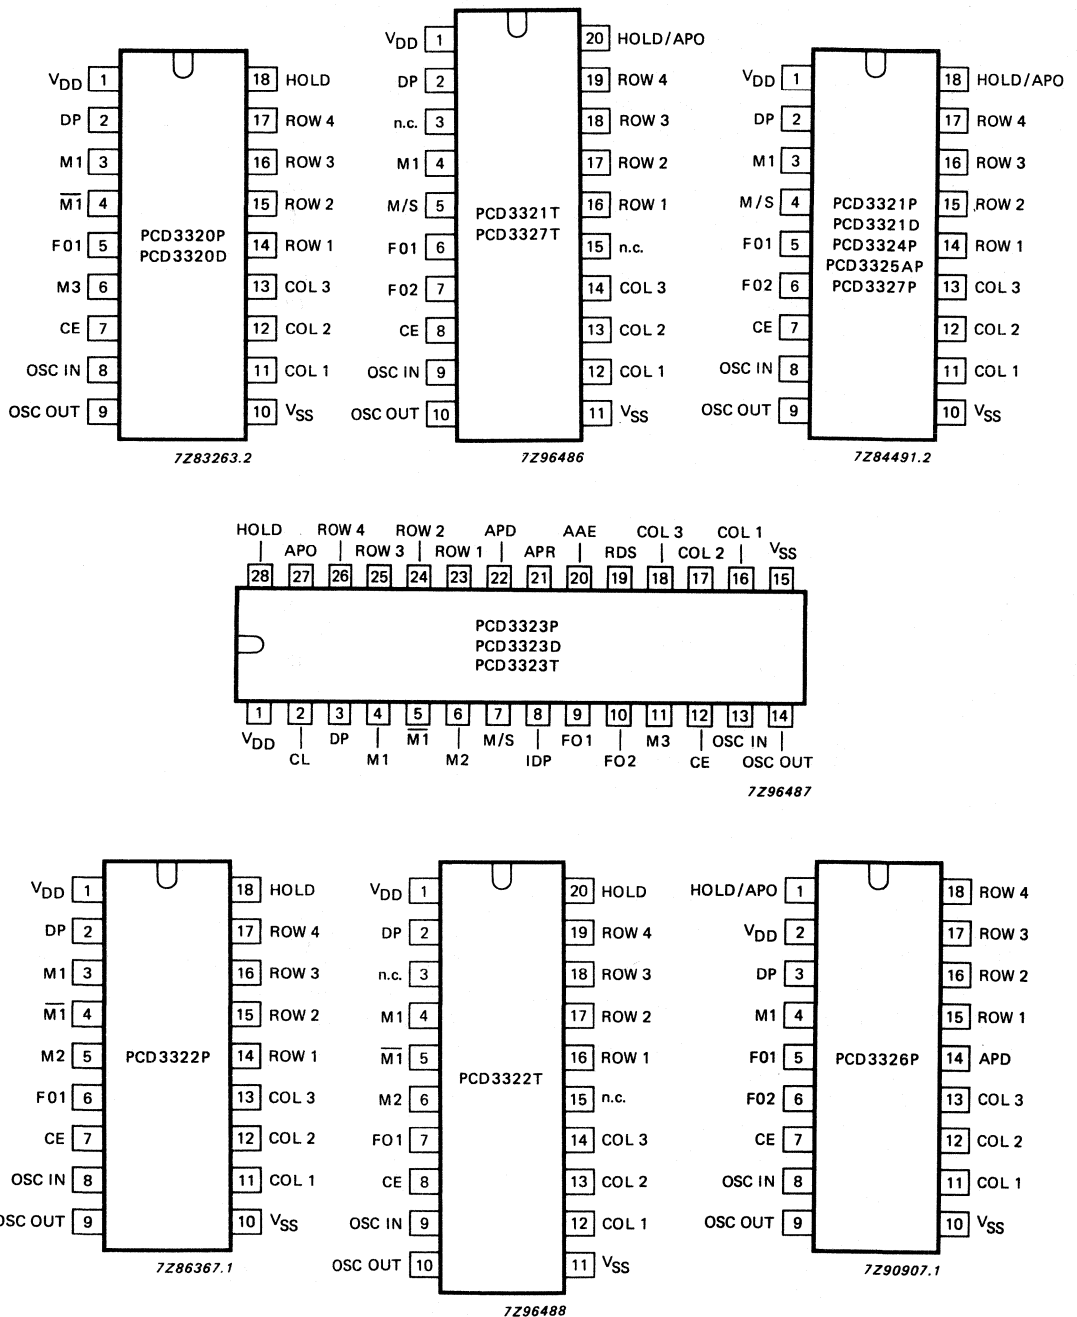 VDD 1 18 HOLD
DP 2 17 ROW 4
M1 3 16 ROW 3
M̅1̅ 4 15 ROW 2
F01 5 14 ROW 1
M3 6 13 COL 3
CE 7 12 COL 2
OSC IN 8 11 COL 1
OSC OUT 9 10 VSS
PCD3320P
PCD3320D
7Z83263.2
VDD 1 20 HOLD/APO
DP 2 19 ROW 4
n.c. 3 18 ROW 3
M1 4 17 ROW 2
M/S 5 16 ROW 1
F01 6 15 n.c.
F02 7 14 COL 3
CE 8 13 COL 2
OSC IN 9 12 COL 1
OSC OUT 10 11 VSS
PCD3321T
PCD3327T
7Z96486
VDD 1 18 HOLD/APO
DP 2 17 ROW 4
M1 3 16 ROW 3
M/S 4 15 ROW 2
F01 5 14 ROW 1
F02 6 13 COL 3
CE 7 12 COL 2
OSC IN 8 11 COL 1
OSC OUT 9 10 VSS
PCD3321P
PCD3321D
PCD3324P
PCD3325AP
PCD3327P
7Z84491.2
HOLD ROW 4 ROW 2 APD AAE COL 3 COL 1
APO ROW 3 ROW 1 APR RDS COL 2 VSS
28 27 26 25 24 23 22 21 20 19 18 17 16 15
PCD3323P
PCD3323D
PCD3323T
1 2 3 4 5 6 7 8 9 10 11 12 13 14
VDD DP M̅1̅ M/S FO1 M3 OSC IN
CL M1 M2 IDP FO2 CE OSC OUT
7Z96487
VDD 1 18 HOLD
DP 2 17 ROW 4
M1 3 16 ROW 3
M̅1̅ 4 15 ROW 2
M2 5 14 ROW 1
F01 6 13 COL 3
CE 7 12 COL 2
OSC IN 8 11 COL 1
OSC OUT 9 10 VSS
PCD3322P
7Z86367.1
VDD 1 20 HOLD
DP 2 19 ROW 4
n.c. 3 18 ROW 3
M1 4 17 ROW 2
M̅1̅ 5 16 ROW 1
M2 6 15 n.c.
FO1 7 14 COL 3
CE 8 13 COL 2
OSC IN 9 12 COL 1
OSC OUT 10 11 VSS
PCD3322T
7Z96488
HOLD/APO 1 18 ROW 4
VDD 2 17 ROW 3
DP 3 16 ROW 2
M1 4 15 ROW 1
F01 5 14 APD
F02 6 13 COL 3
CE 7 12 COL 2
OSC IN 8 11 COL 1
OSC OUT 9 10 VSS
PCD3326P
7Z90907.1